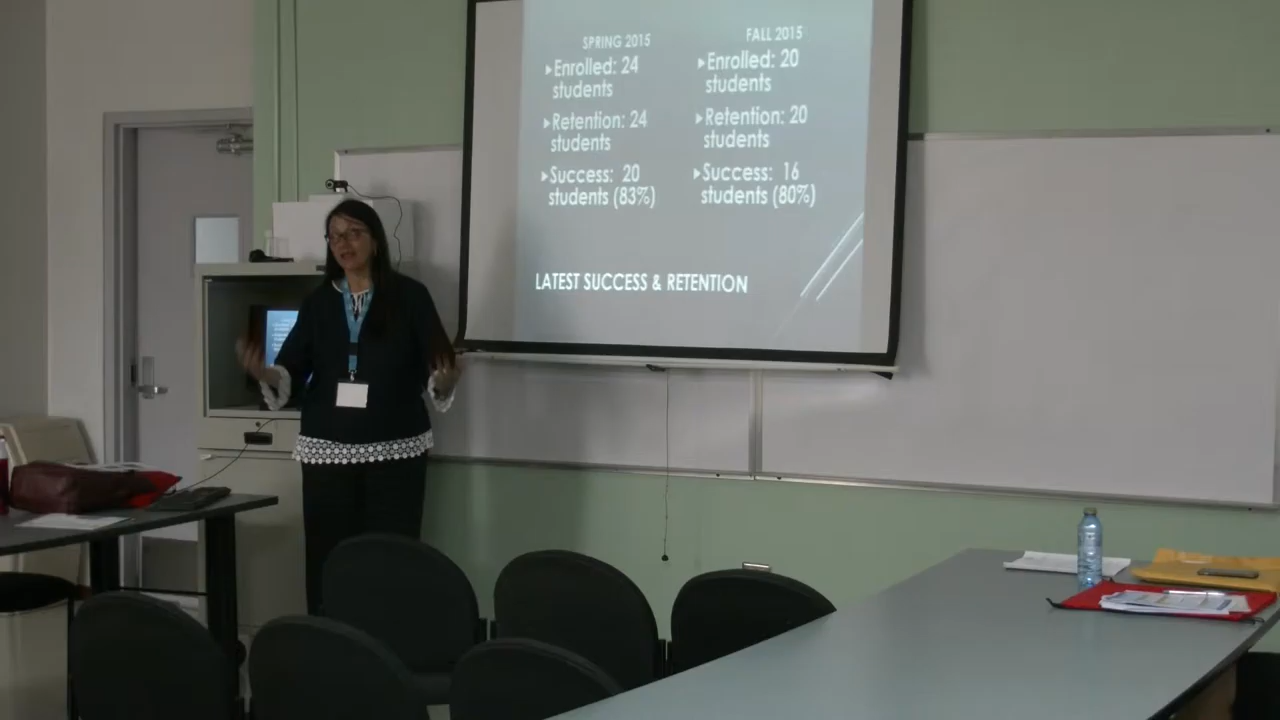 SPRING 2015
▸Enrolled: 24
students
▸Retention: 24
students
▸Success: 20
students (83%)
FALL 2015
▸Enrolled: 20
students
▸Retention: 20
students
▸Success: 16
students (80%)
LATEST SUCCESS & RETENTION